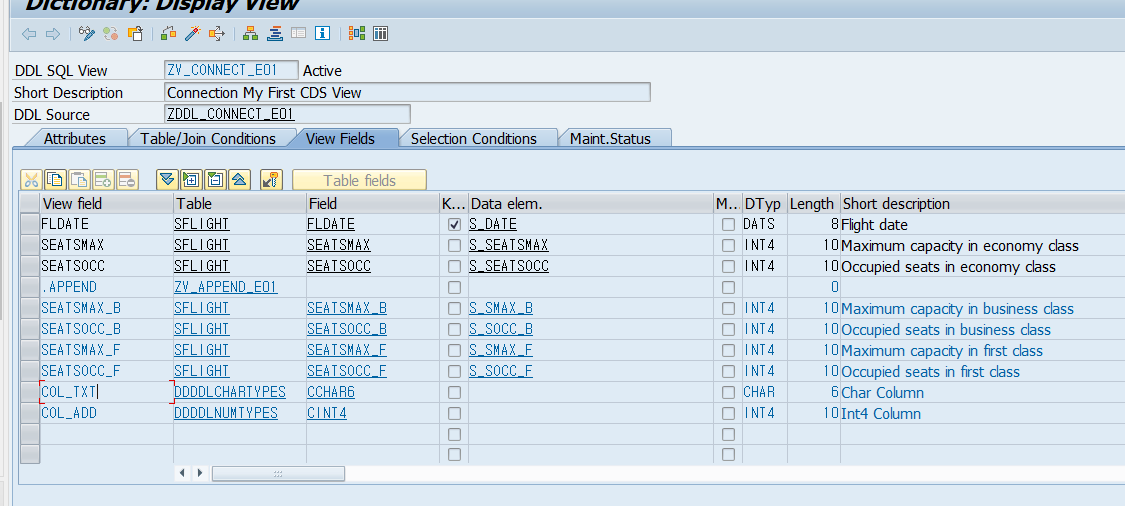 Dictionary: Display View
DDL SQL View ZV_CONNECT_E01 Active
Short Description Connection My First CDS View
DDL Source ZDDL_CONNECT_E01
Attributes Table/Join Conditions View Fields Selection Conditions Maint.Status
Table fields
View field Table Field K... Data elem. M... DTyp Length Short description
FLDATE SFLIGHT FLDATE S_DATE DATS 8 Flight date
SEATSMAX SFLIGHT SEATSMAX S_SEATSMAX INT4 10 Maximum capacity in economy class
SEATSOCC SFLIGHT SEATSOCC S_SEATSOCC INT4 10 Occupied seats in economy class
.APPEND ZV_APPEND_E01 0
SEATSMAX_B SFLIGHT SEATSMAX_B S_SMAX_B INT4 10 Maximum capacity in business class
SEATSOCC_B SFLIGHT SEATSOCC_B S_SOCC_B INT4 10 Occupied seats in business class
SEATSMAX_F SFLIGHT SEATSMAX_F S_SMAX_F INT4 10 Maximum capacity in first class
SEATSOCC_F SFLIGHT SEATSOCC_F S_SOCC_F INT4 10 Occupied seats in first class
COL_TXT DDDDLCHARTYPES CCHAR6 CHAR 6 Char Column
COL_ADD DDDDLNUMTYPES CINT4 INT4 10 Int4 Column